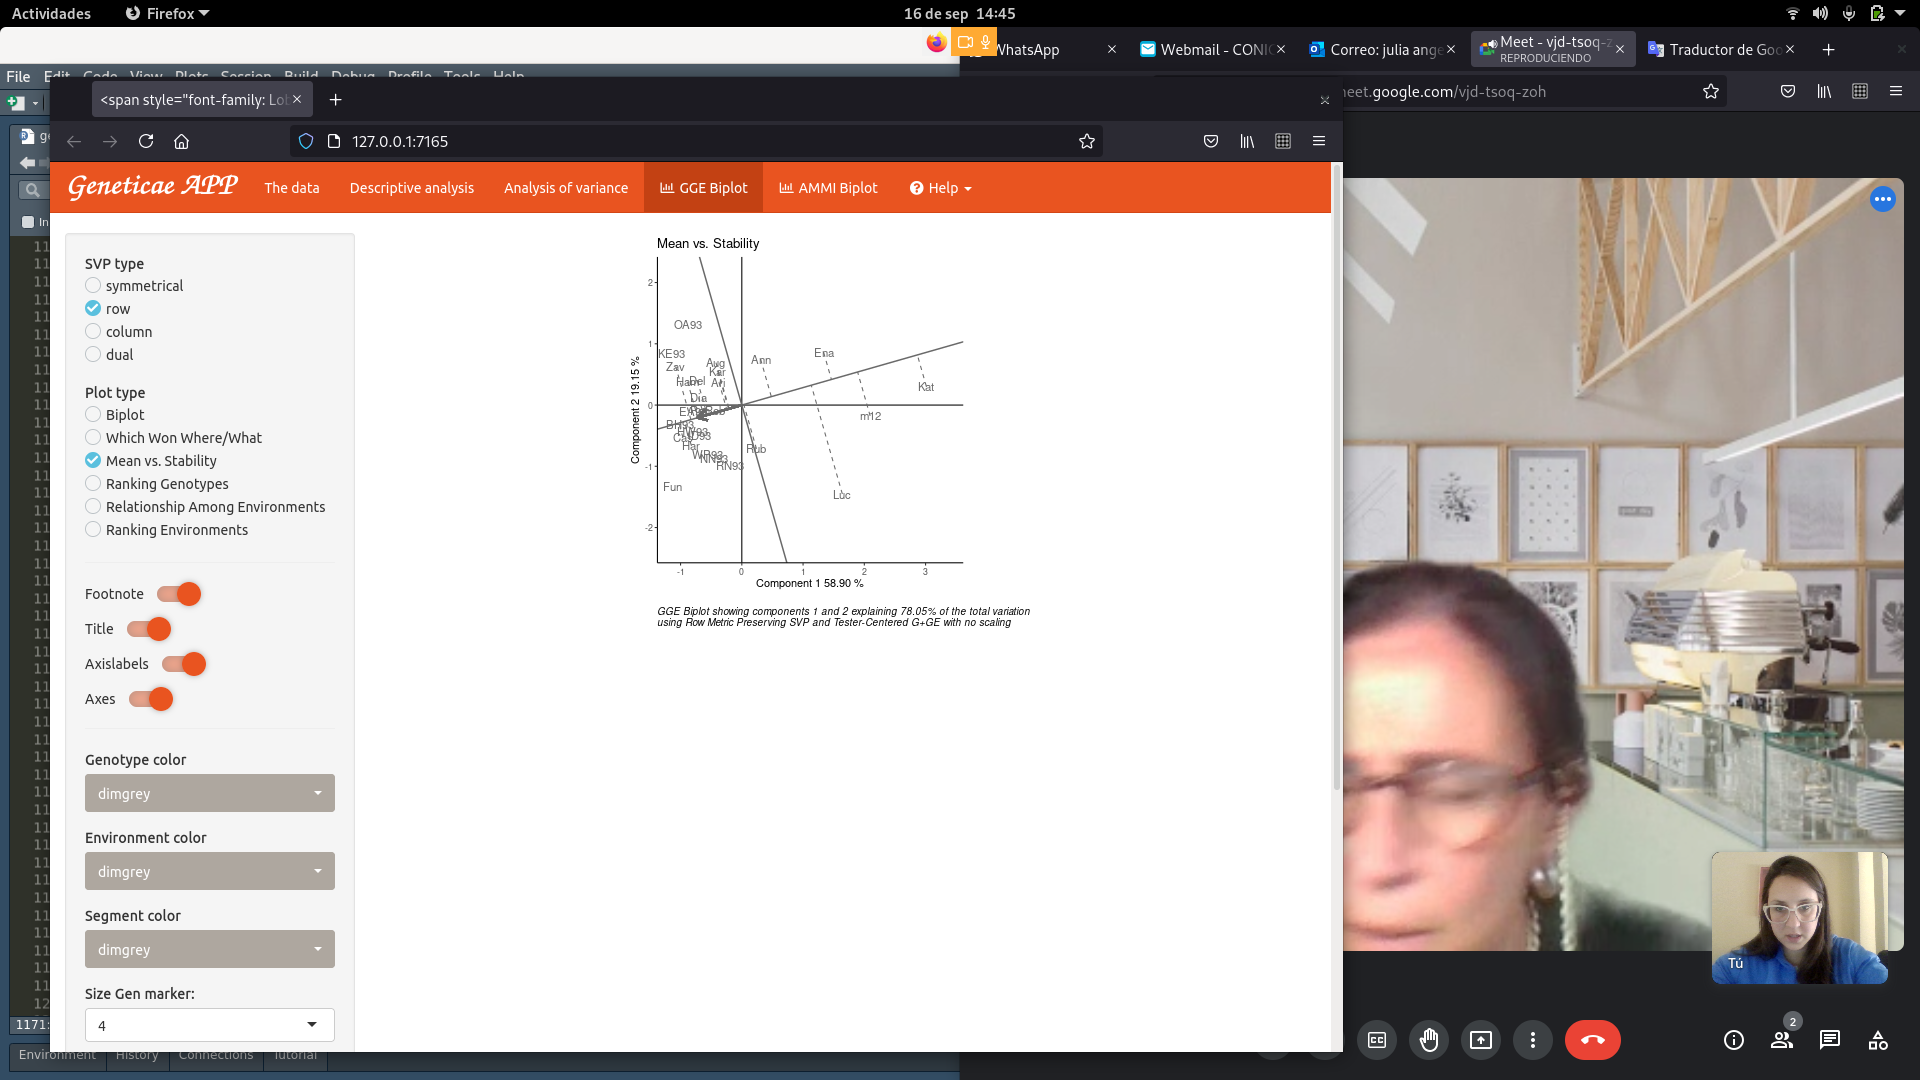 Actividades
Firefox
16 de sep 14:45
WhatsApp
Webmail - CONIC
Correo: julia ange
Meet - vjd-tsoq-z
REPRODUCIENDO
Traductor de Goo
File Edit Code View Plots Session Build Debug Profile Tools Help
<span style="font-family: Lob
eet.google.com/vjd-tsoq-zoh
127.0.0.1:7165
Geneticae APP
The data
Descriptive analysis
Analysis of variance
GGE Biplot
AMMI Biplot
Help
SVP type
symmetrical
row
column
dual
Plot type
Biplot
Which Won Where/What
Mean vs. Stability
Ranking Genotypes
Relationship Among Environments
Ranking Environments
Footnote
Title
Axislabels
Axes
Genotype color
dimgrey
Environment color
dimgrey
Segment color
dimgrey
Size Gen marker:
4
Mean vs. Stability
2
1
0
-1
-2
Component 2 19.15 %
OA93
KE93
Zav
Aug
Kar
Ari
Ham
Del
Dia
Ann
Ena
Kat
m12
BH93
HW93
ID93
Cas
Har
WP93
NN93
RN93
Rub
Fun
Luc
-1
0
1
2
3
Component 1 58.90 %
GGE Biplot showing components 1 and 2 explaining 78.05% of the total variation
using Row Metric Preserving SVP and Tester-Centered G+GE with no scaling
1171:
Environment
History
Connections
Tutorial
Tú
2